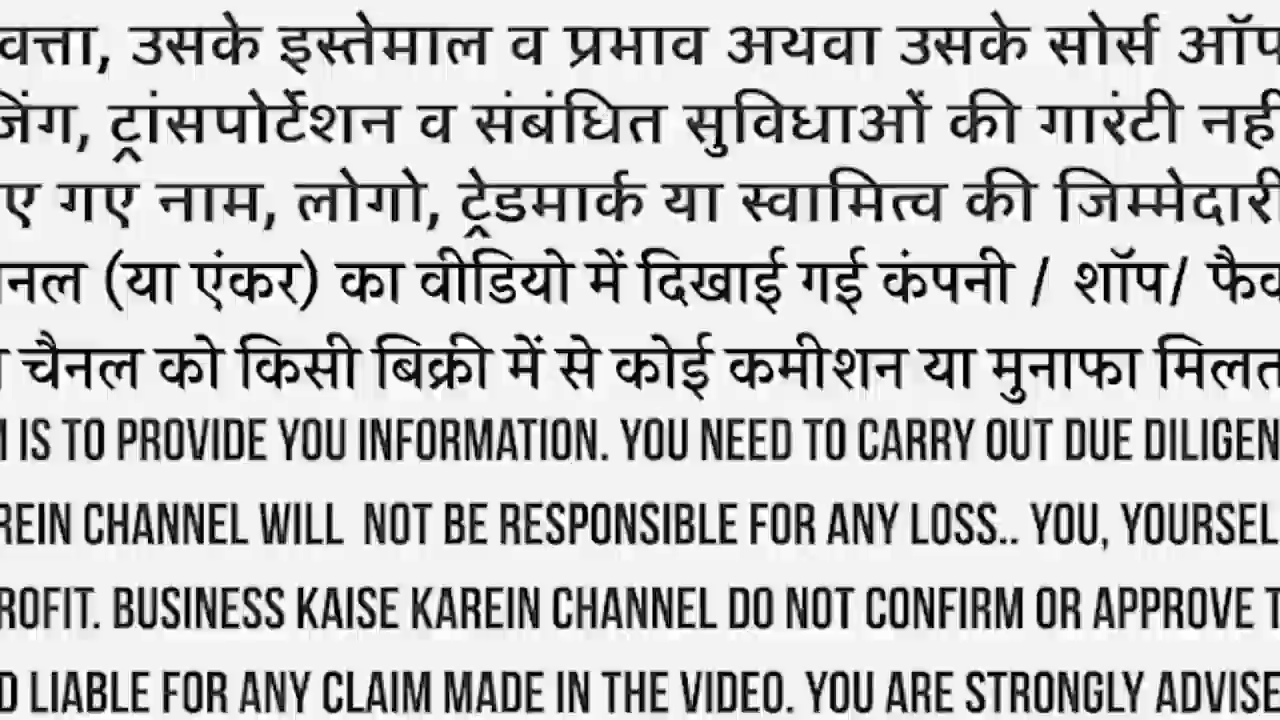 वत्ता, उसके इस्तेमाल व प्रभाव अथवा उसके सोर्स ऑप
जिंग, ट्रांसपोर्टेशन व संबंधित सुविधाओं की गारंटी नहीं
ए गए नाम, लोगो, ट्रेडमार्क या स्वामित्व की जिम्मेदारी
नल (या एंकर) का वीडियो में दिखाई गई कंपनी / शॉप/ फैक
चैनल को किसी बिक्री में से कोई कमीशन या मुनाफा मिलत
IS TO PROVIDE YOU INFORMATION. YOU NEED TO CARRY OUT DUE DILIGEN
REIN CHANNEL WILL NOT BE RESPONSIBLE FOR ANY LOSS.. YOU, YOURSEL
ROFIT. BUSINESS KAISE KAREIN CHANNEL DO NOT CONFIRM OR APPROVE T
D LIABLE FOR ANY CLAIM MADE IN THE VIDEO. YOU ARE STRONGLY ADVISE